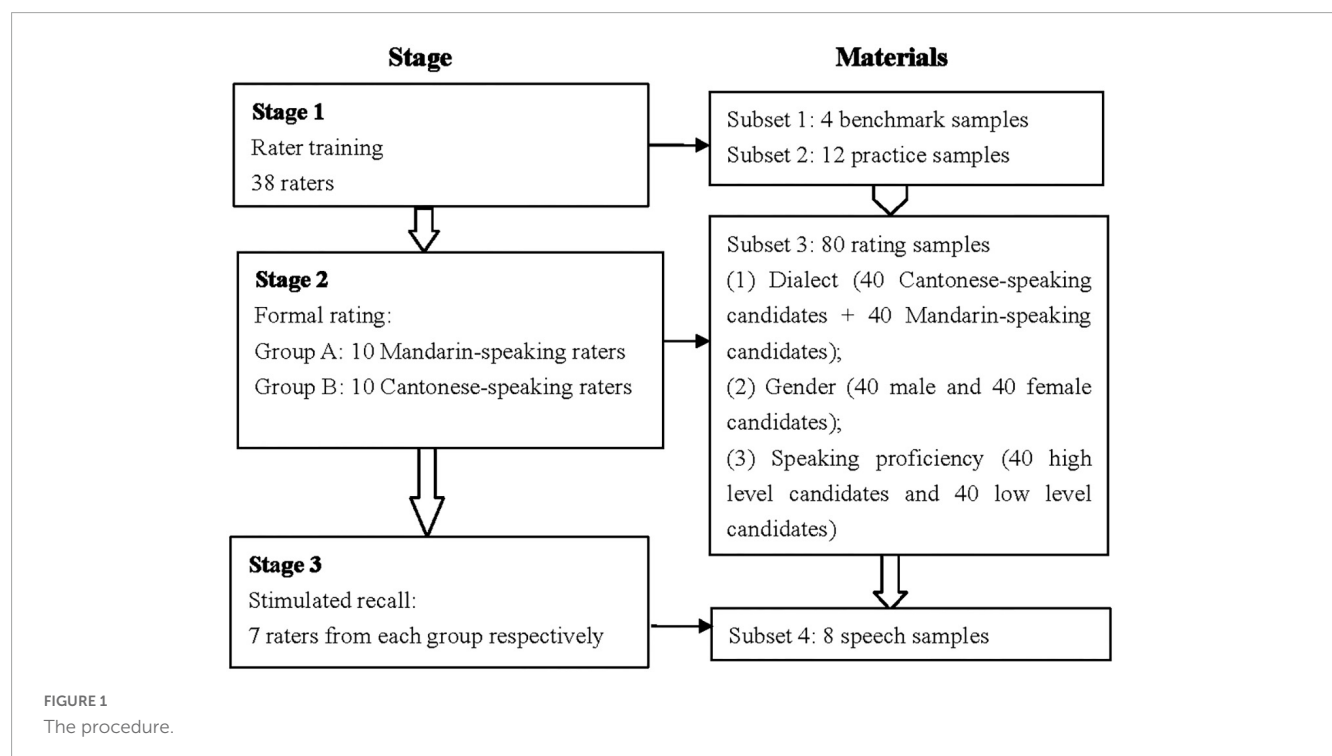 Stage
Materials
Stage 1
Rater training
38 raters
Subset 1: 4 benchmark samples
Subset 2: 12 practice samples
Stage 2
Formal rating:
Group A: 10 Mandarin-speaking raters
Group B: 10 Cantonese-speaking raters
Subset 3: 80 rating samples
(1) Dialect (40 Cantonese-speaking
candidates + 40 Mandarin-speaking
candidates);
(2) Gender (40 male and 40 female
candidates);
(3) Speaking proficiency (40 high
level candidates and 40 low level
candidates)
Stage 3
Stimulated recall:
7 raters from each group respectively
Subset 4: 8 speech samples
FIGURE 1
The procedure.